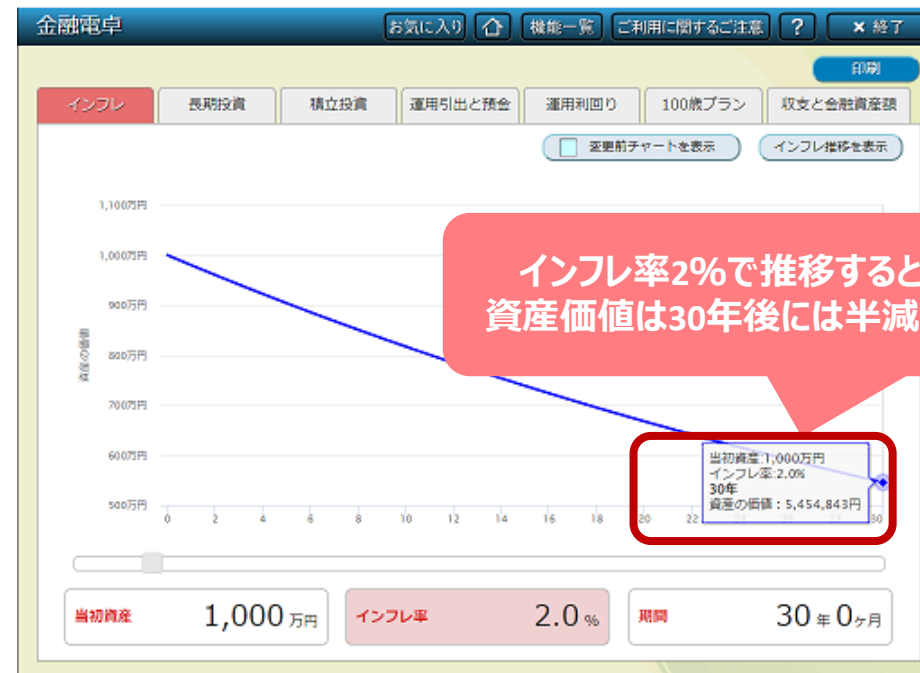 金融電卓
お気に入り
機能一覧
ご利用に関するご注意
?
× 終了
印刷
インフレ
長期投資
積立投資
運用引出と預金
運用利回り
100歳プラン
収支と金融資産額
変更前チャートを表示
インフレ推移を表示
1,100万円
1,000万円
900万円
800万円
700万円
600万円
500万円
資産の価値
インフレ率2%で推移すると
資産価値は30年後には半減
当初資産:1,000万円
インフレ率:2.0%
30年
資産の価値:5,454,843円
0 2 4 6 8 10 12 14 16 18 20 22 30
当初資産 1,000 万円
インフレ率 2.0 %
期間 30 年 0 ヶ月